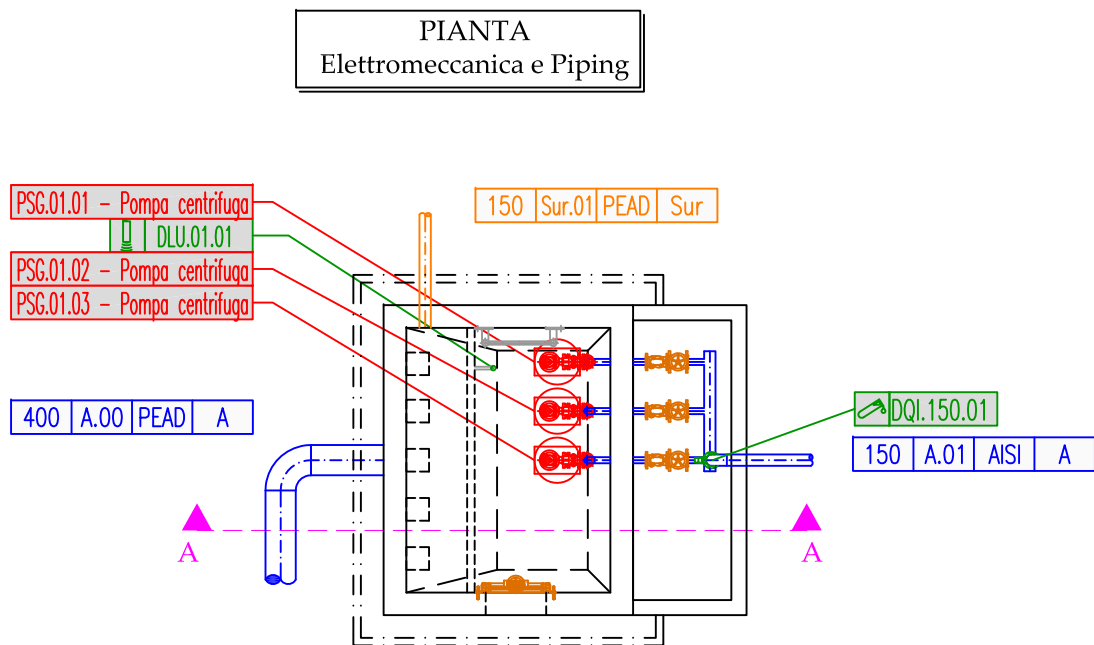 PIANTA
Elettromeccanica e Piping
PSG.01.01 - Pompa centrifuga
150 Sur.01 PEAD Sur
DLU.01.01
PSG.01.02 - Pompa centrifuga
PSG.01.03 - Pompa centrifuga
400 A.00 PEAD A
DQI.150.01
150 A.01 AISI A
A A